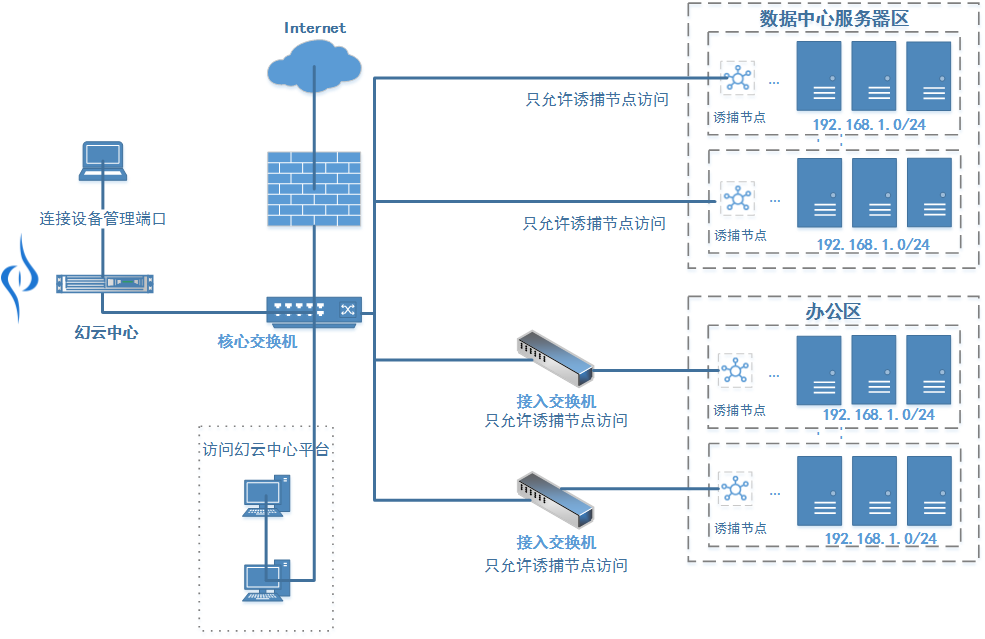 Internet
数据中心服务器区
只允许诱捕节点访问
...
诱捕节点
192.168.1.0/24
只允许诱捕节点访问
...
诱捕节点
192.168.1.0/24
连接设备管理端口
幻云中心
核心交换机
办公区
接入交换机
只允许诱捕节点访问
...
诱捕节点
192.168.1.0/24
访问幻云中心平台
接入交换机
只允许诱捕节点访问
...
诱捕节点
192.168.1.0/24